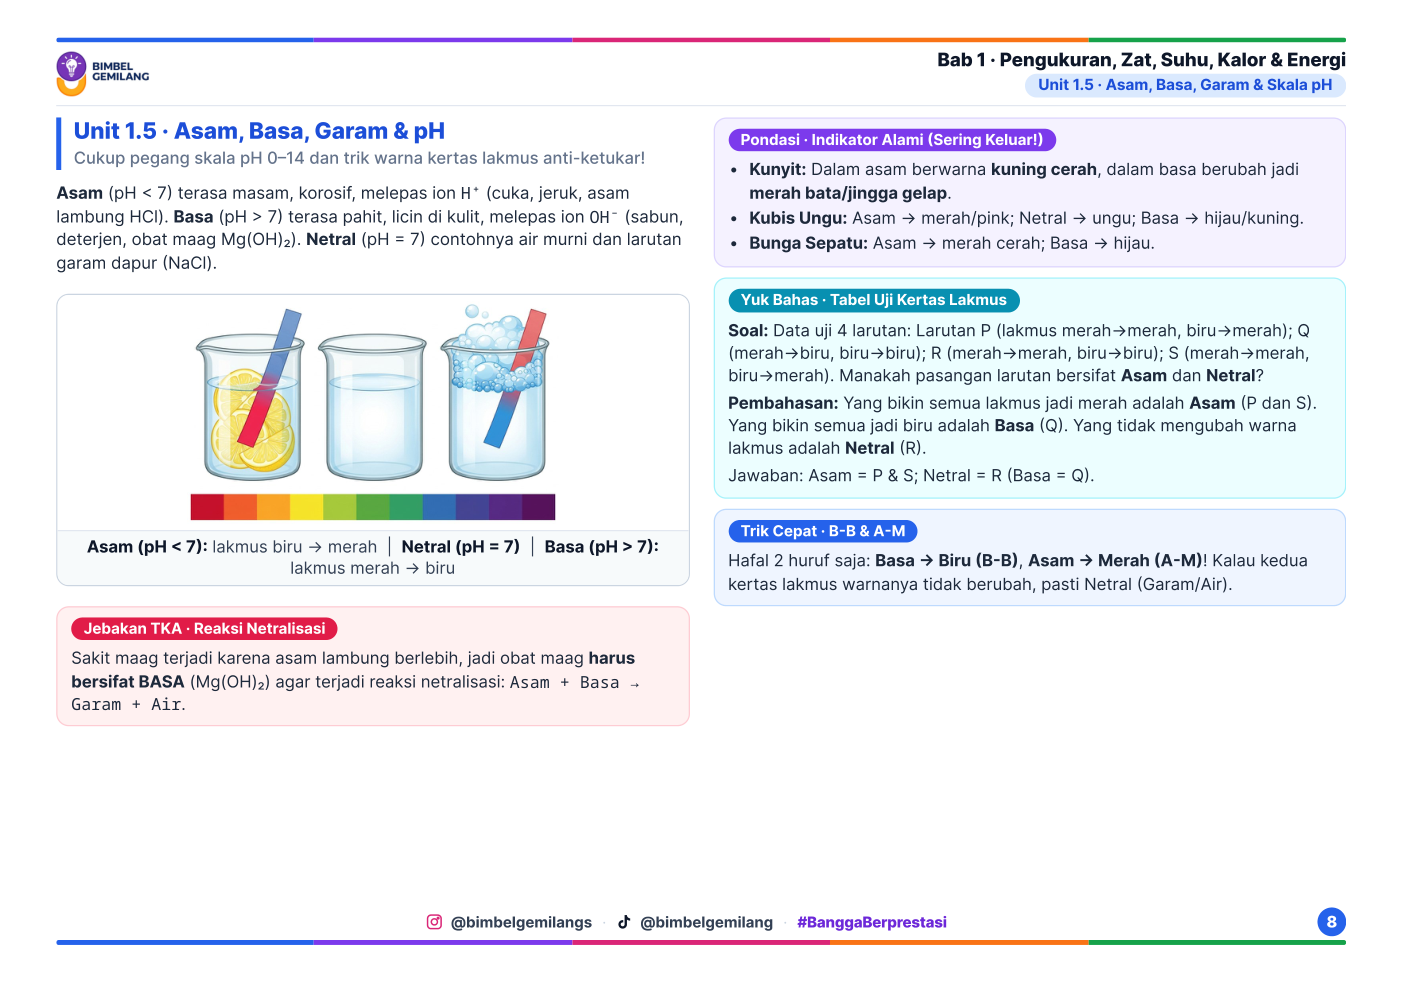 BIMBEL
GEMILANG
Bab 1 · Pengukuran, Zat, Suhu, Kalor & Energi
Unit 1.5 · Asam, Basa, Garam & Skala pH
Unit 1.5 · Asam, Basa, Garam & pH
Cukup pegang skala pH 0–14 dan trik warna kertas lakmus anti-ketukar!
Asam (pH < 7) terasa masam, korosif, melepas ion H⁺ (cuka, jeruk, asam
lambung HCl). Basa (pH > 7) terasa pahit, licin di kulit, melepas ion OH⁻ (sabun,
deterjen, obat maag Mg(OH)₂). Netral (pH = 7) contohnya air murni dan larutan
garam dapur (NaCl).
Asam (pH < 7): lakmus biru → merah | Netral (pH = 7) | Basa (pH > 7):
lakmus merah → biru
Jebakan TKA · Reaksi Netralisasi
Sakit maag terjadi karena asam lambung berlebih, jadi obat maag harus
bersifat BASA (Mg(OH)₂) agar terjadi reaksi netralisasi: Asam + Basa →
Garam + Air.
Pondasi · Indikator Alami (Sering Keluar!)
• Kunyit: Dalam asam berwarna kuning cerah, dalam basa berubah jadi
merah bata/jingga gelap.
• Kubis Ungu: Asam → merah/pink; Netral → ungu; Basa → hijau/kuning.
• Bunga Sepatu: Asam → merah cerah; Basa → hijau.
Yuk Bahas · Tabel Uji Kertas Lakmus
Soal: Data uji 4 larutan: Larutan P (lakmus merah→merah, biru→merah); Q
(merah→biru, biru→biru); R (merah→merah, biru→biru); S (merah→merah,
biru→merah). Manakah pasangan larutan bersifat Asam dan Netral?
Pembahasan: Yang bikin semua lakmus jadi merah adalah Asam (P dan S).
Yang bikin semua jadi biru adalah Basa (Q). Yang tidak mengubah warna
lakmus adalah Netral (R).
Jawaban: Asam = P & S; Netral = R (Basa = Q).
Trik Cepat · B-B & A-M
Hafal 2 huruf saja: Basa → Biru (B-B), Asam → Merah (A-M)! Kalau kedua
kertas lakmus warnanya tidak berubah, pasti Netral (Garam/Air).
@bimbelgemilangs · @bimbelgemilang · #BanggaBerprestasi
8